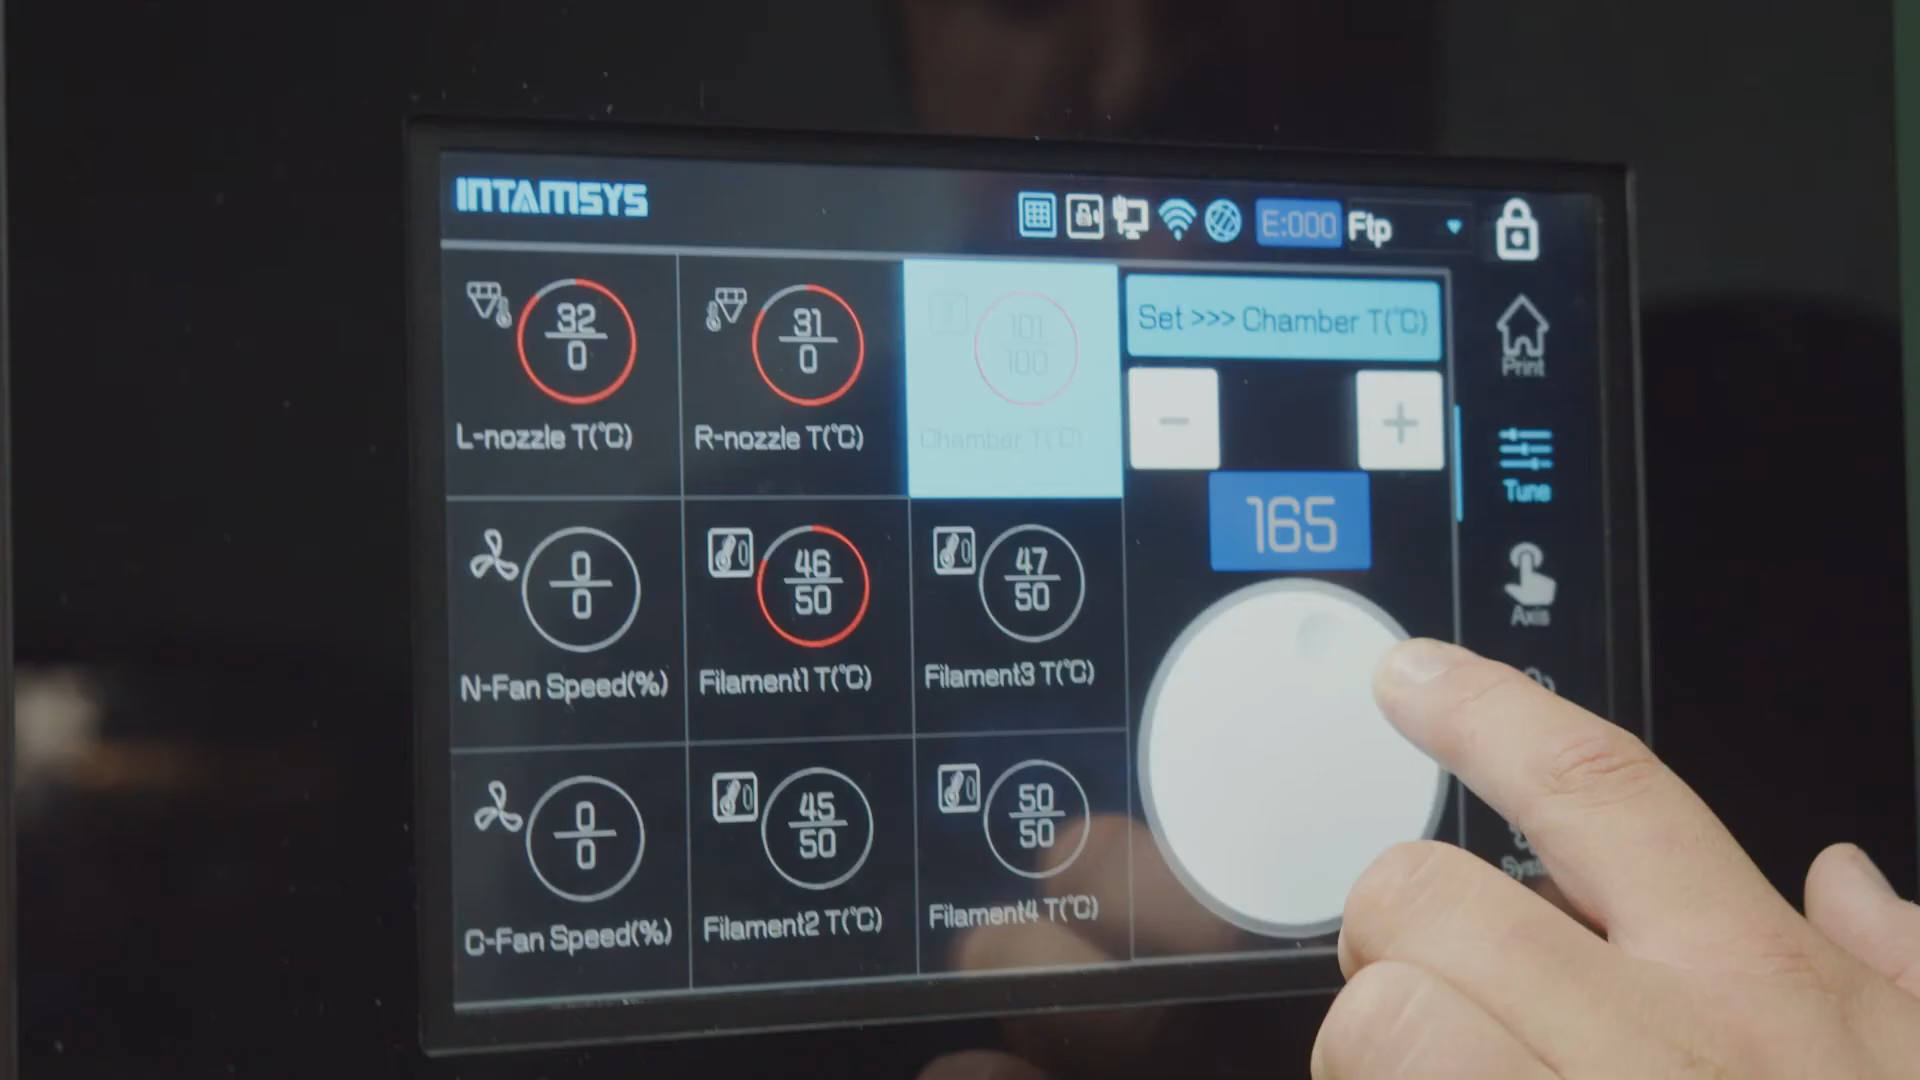 INTAMSYS
E:000 Ftp
32
0
L-nozzle T(℃)
31
0
R-nozzle T(℃)
101
100
Chamber T(℃)
Set >>> Chamber T(℃)
− +
165
0
0
N-Fan Speed(%)
46
50
Filament1 T(℃)
47
50
Filament3 T(℃)
0
0
C-Fan Speed(%)
45
50
Filament2 T(℃)
50
50
Filament4 T(℃)
Print
Tune
Axis